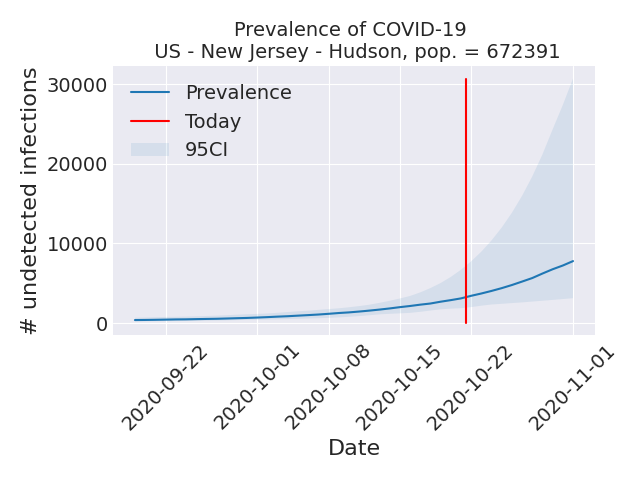 Prevalence of COVID-19
US - New Jersey - Hudson, pop. = 672391
30000
20000
10000
0
# undetected infections
Prevalence
Today
95CI
2020-09-22
2020-10-01
2020-10-08
2020-10-15
2020-10-22
2020-11-01
Date